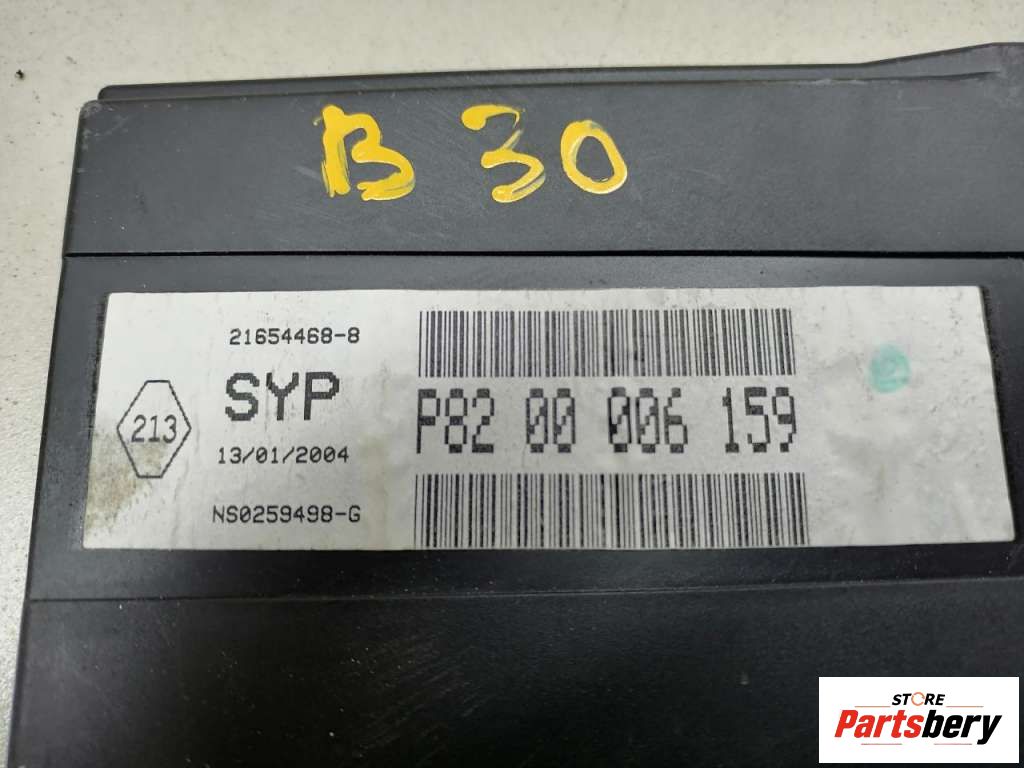 B 30
21654468-8
SYP
213
13/01/2004
NS0259498-G
P82 00 006 159
STORE
Partsbery